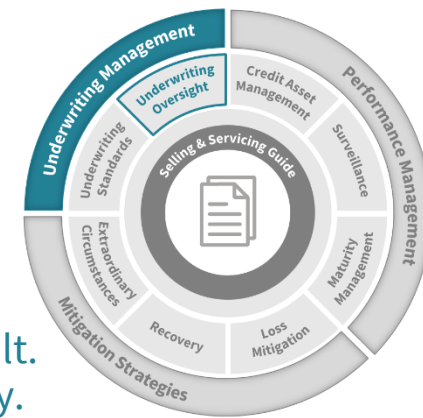 Underwriting Management
Performance Management
Mitigation Strategies
Underwriting
Oversight
Credit Asset
Management
Surveillance
Maturity
Management
Loss
Mitigation
Recovery
Extraordinary
Circumstances
Underwriting
Standards
Selling & Servicing Guide
lt.
y.